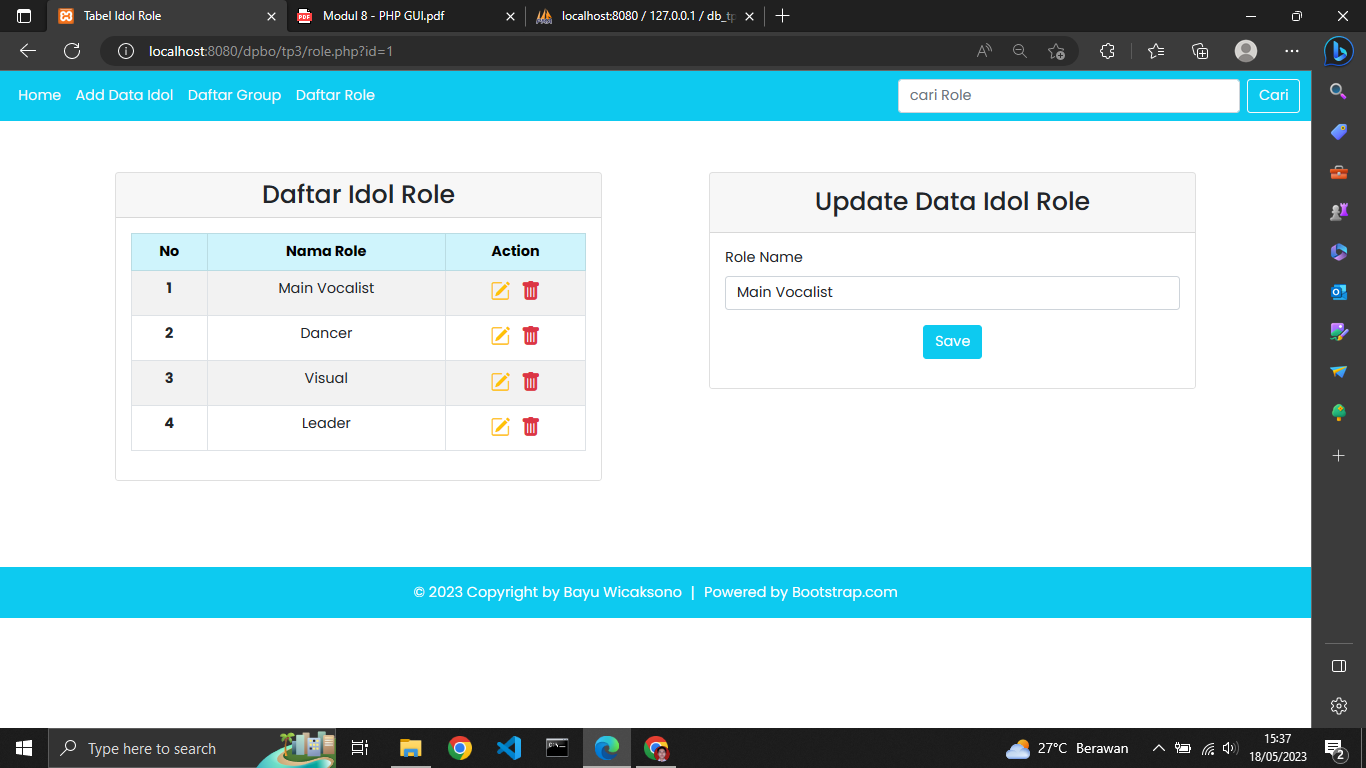 Tabel Idol Role
Modul 8 - PHP GUI.pdf
localhost:8080 / 127.0.0.1 / db_tp
localhost:8080/dpbo/tp3/role.php?id=1
Home Add Data Idol Daftar Group Daftar Role
cari Role
Cari
Daftar Idol Role
No Nama Role Action
1 Main Vocalist
2 Dancer
3 Visual
4 Leader
Update Data Idol Role
Role Name
Main Vocalist
Save
© 2023 Copyright by Bayu Wicaksono | Powered by Bootstrap.com
Type here to search
27°C Berawan
15:37
18/05/2023
2